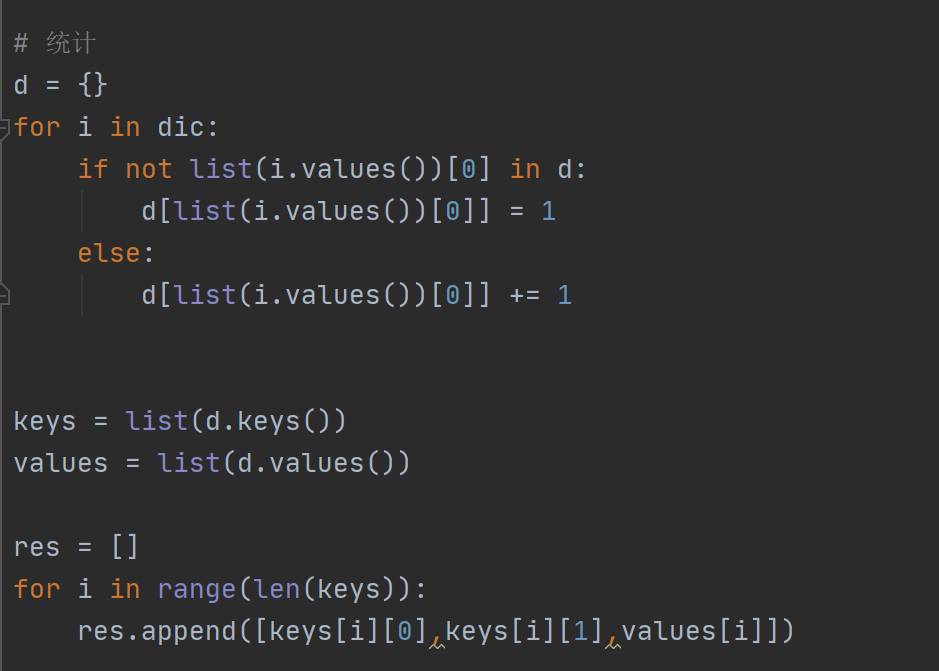 # 统计
d = {}
for i in dic:
    if not list(i.values())[0] in d:
        d[list(i.values())[0]] = 1
    else:
        d[list(i.values())[0]] += 1
keys = list(d.keys())
values = list(d.values())
res = []
for i in range(len(keys)):
    res.append([keys[i][0],keys[i][1],values[i]])